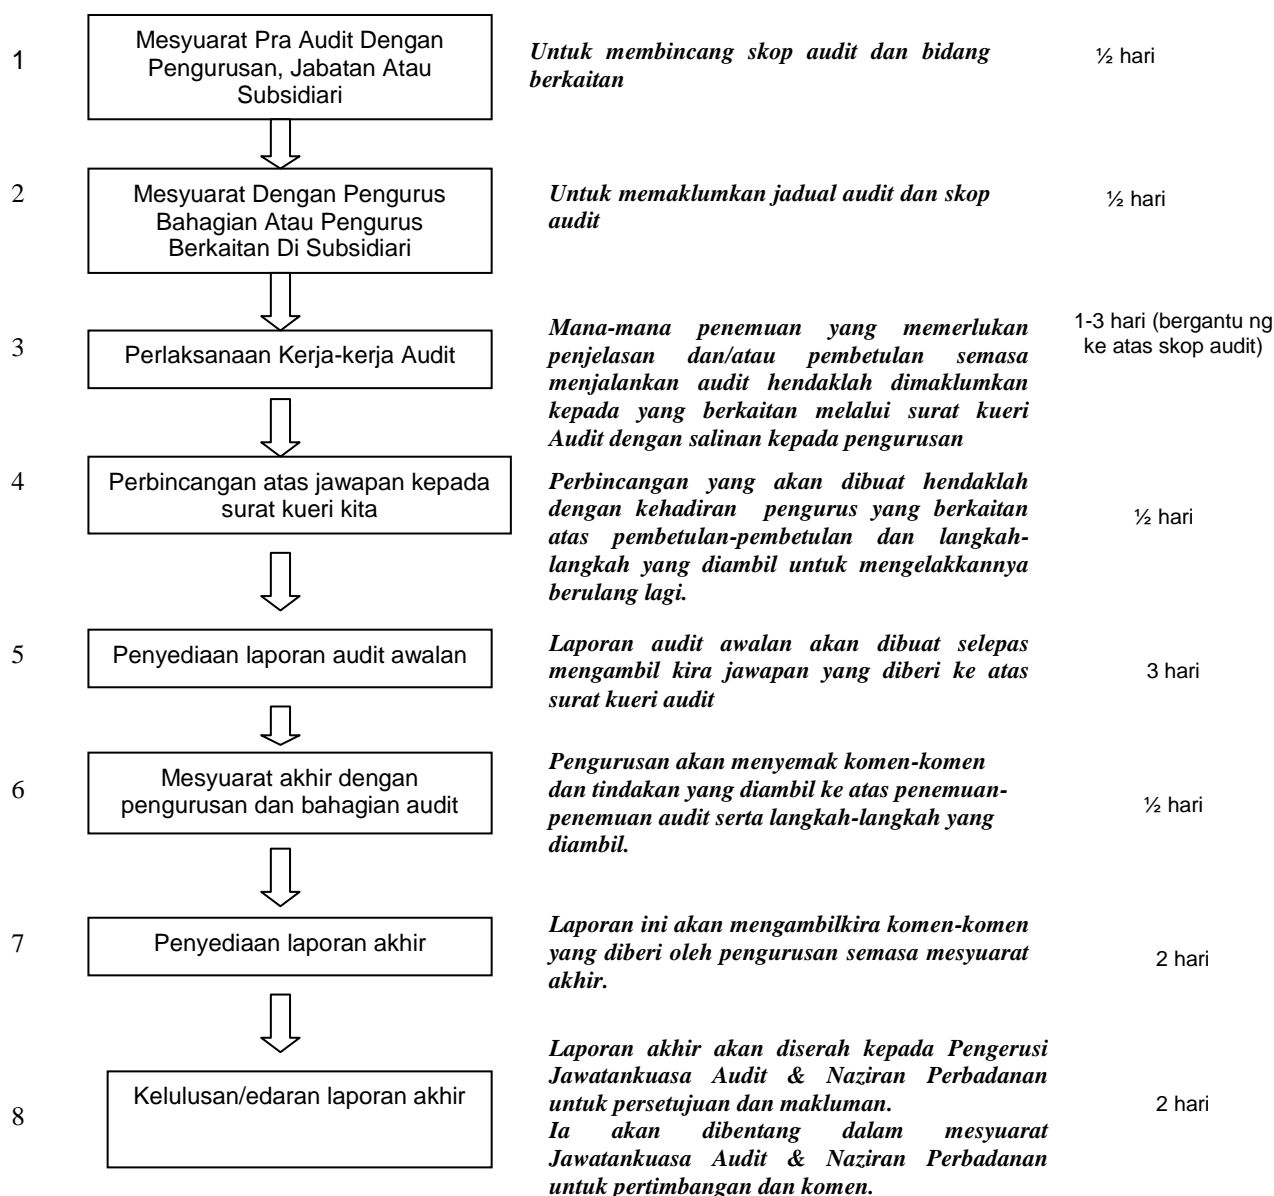 1
Mesyuarat Pra Audit Dengan
Pengurusan, Jabatan Atau
Subsidiari
Untuk membincang skop audit dan bidang
berkaitan
½ hari
2
Mesyuarat Dengan Pengurus
Bahagian Atau Pengurus
Berkaitan Di Subsidiari
Untuk memaklumkan jadual audit dan skop
audit
½ hari
3
Perlaksanaan Kerja-kerja Audit
Mana-mana penemuan yang memerlukan
penjelasan dan/atau pembetulan semasa
menjalankan audit hendaklah dimaklumkan
kepada yang berkaitan melalui surat kueri
Audit dengan salinan kepada pengurusan
1-3 hari (bergantu ng
ke atas skop audit)
4
Perbincangan atas jawapan kepada
surat kueri kita
Perbincangan yang akan dibuat hendaklah
dengan kehadiran pengurus yang berkaitan
atas pembetulan-pembetulan dan langkah-
langkah yang diambil untuk mengelakkannya
berulang lagi.
½ hari
5
Penyediaan laporan audit awalan
Laporan audit awalan akan dibuat selepas
mengambil kira jawapan yang diberi ke atas
surat kueri audit
3 hari
6
Mesyuarat akhir dengan
pengurusan dan bahagian audit
Pengurusan akan menyemak komen-komen
dan tindakan yang diambil ke atas penemuan-
penemuan audit serta langkah-langkah yang
diambil.
½ hari
7
Penyediaan laporan akhir
Laporan ini akan mengambilkira komen-komen
yang diberi oleh pengurusan semasa mesyuarat
akhir.
2 hari
8
Kelulusan/edaran laporan akhir
Laporan akhir akan diserah kepada Pengerusi
Jawatankuasa Audit & Naziran Perbadanan
untuk persetujuan dan makluman.
Ia akan dibentang dalam mesyuarat
Jawatankuasa Audit & Naziran Perbadanan
untuk pertimbangan dan komen.
2 hari